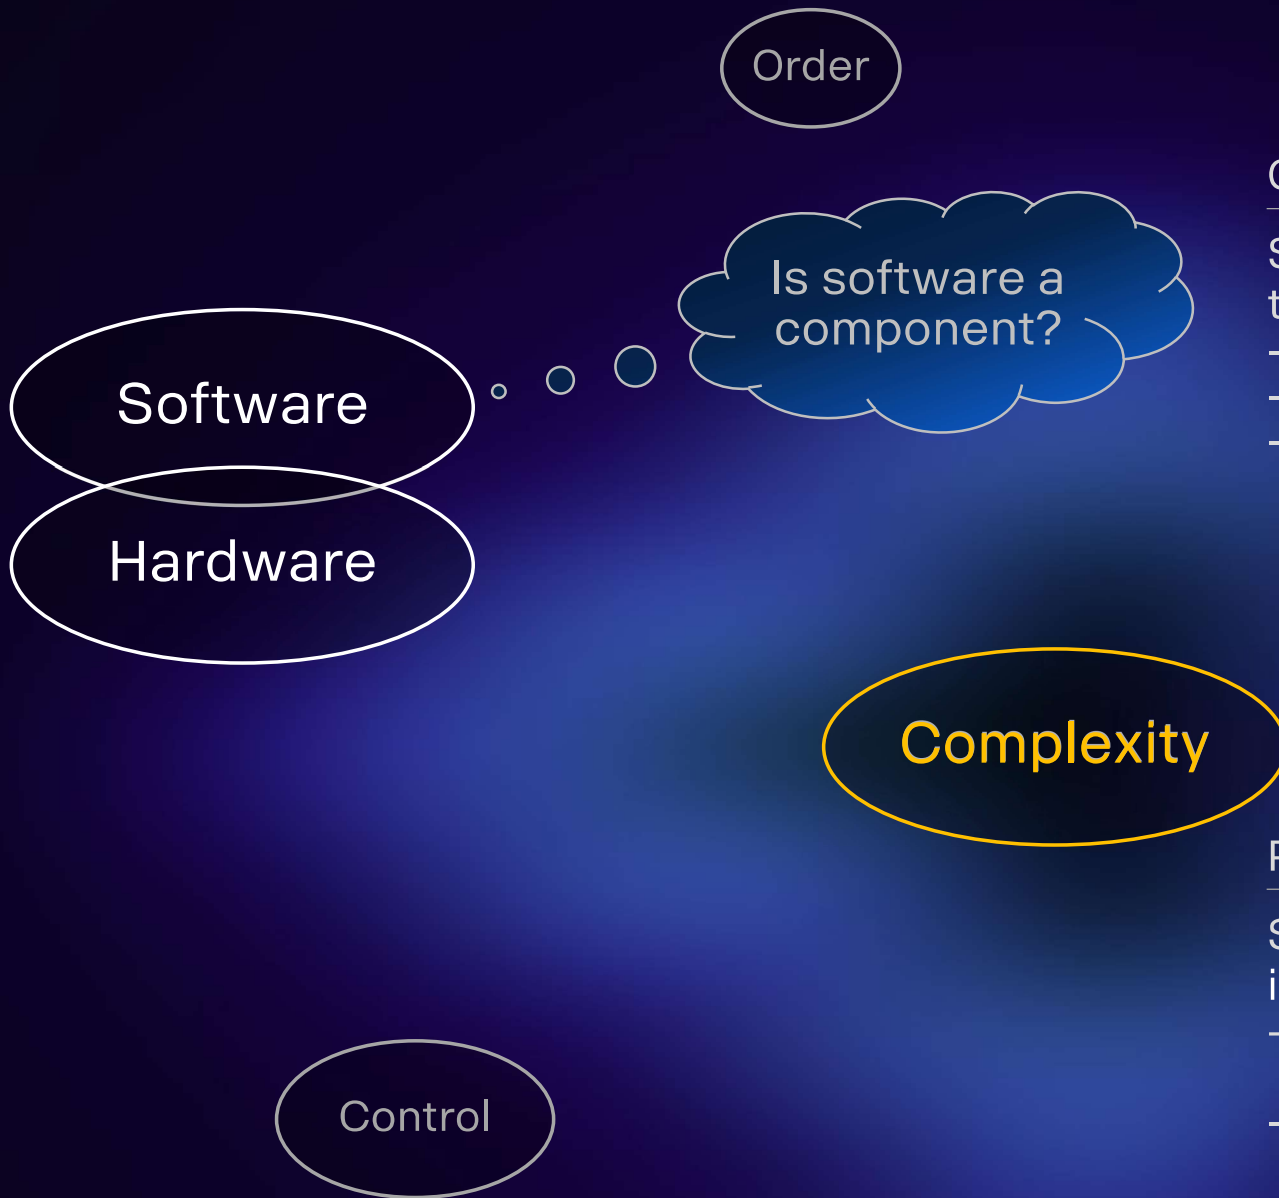 Order
Is software a
component?
Software
Hardware
Complexity
Control